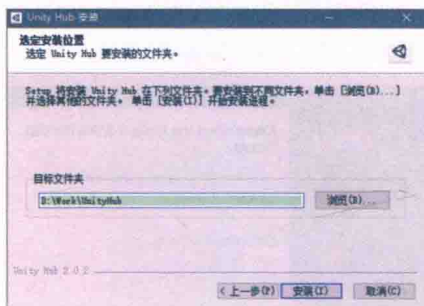 Unity Hub 安装
选定安装位置
选定 Unity Hub 要安装的文件夹。
Setup 将安装 Unity Hub 在下列文件夹。要安装到不同文件夹，单击 [浏览(B)...]
并选择其他的文件夹。 单击 [安装(I)] 开始安装进程。
目标文件夹
D:\Work\UnityHub
浏览(B)...
Unity Hub 2.0.2
< 上一步(P)
安装(I)
取消(C)